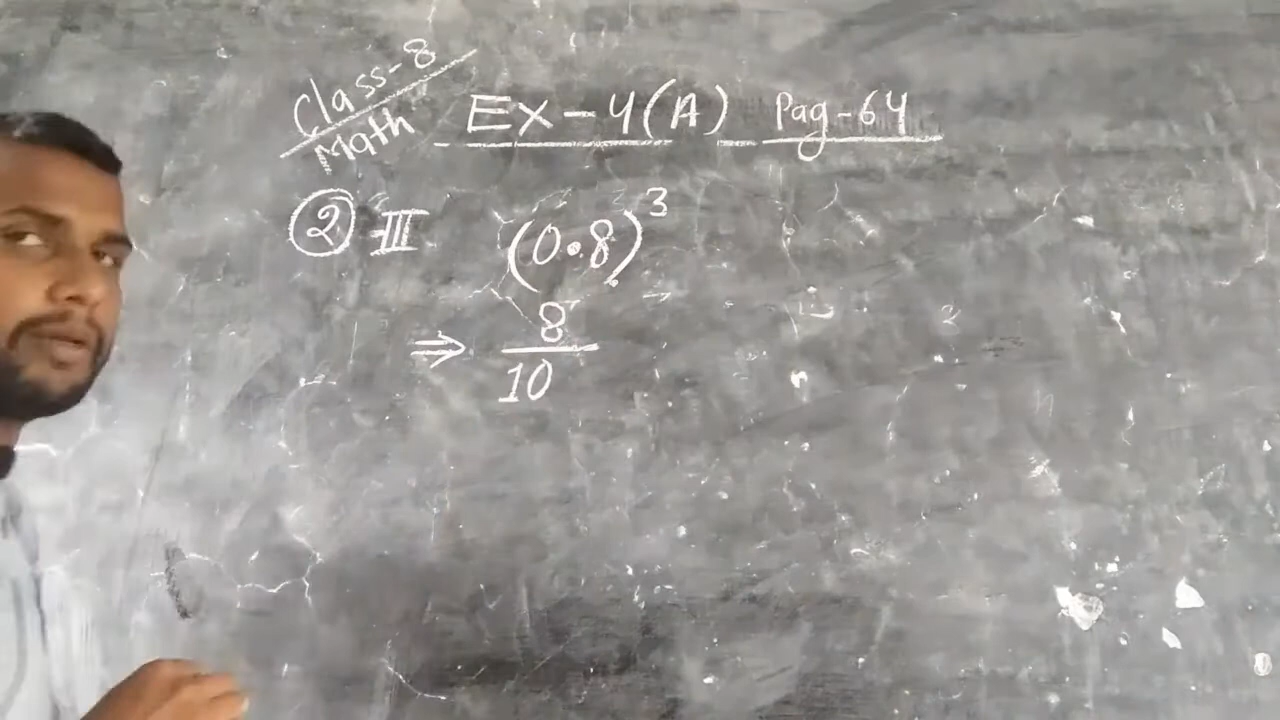 Class-8
Math
Ex-4(A) Pag-64
② -III (0.8)³
⇒ 8/10